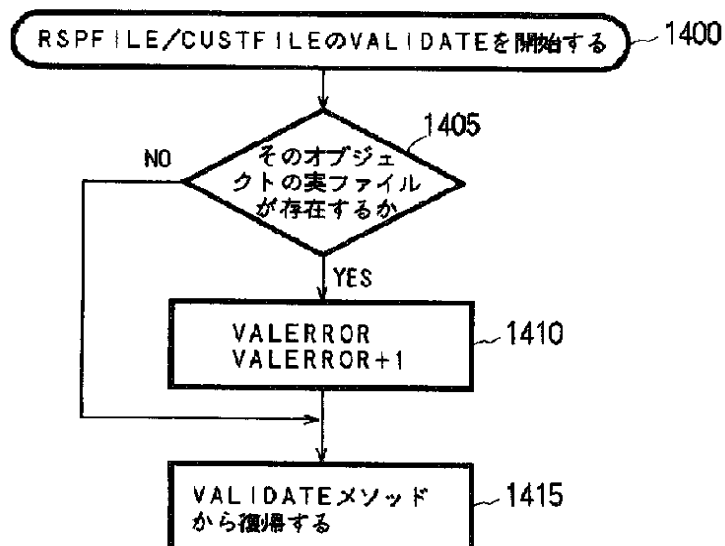 RSPFILE/CUSTFILEのVALIDATEを開始する
1400
1405
NO
そのオブジェ
クトの実ファイル
が存在するか
YES
VALERROR
VALERROR+1
1410
VALIDATEメソッド
から復帰する
1415